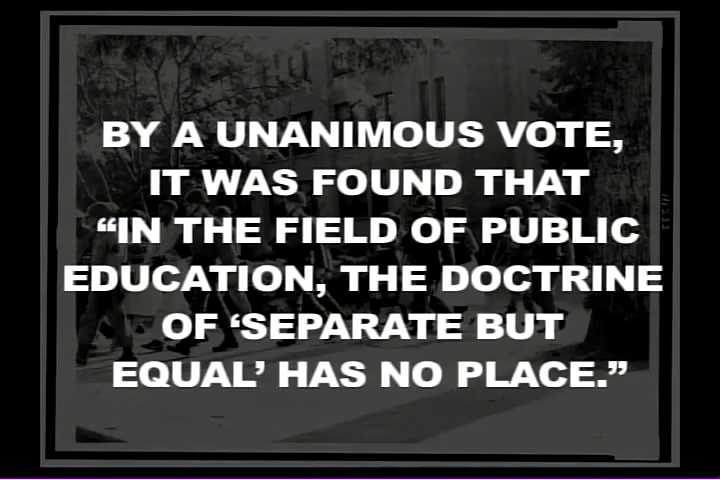 BY A UNANIMOUS VOTE,
IT WAS FOUND THAT
“IN THE FIELD OF PUBLIC
EDUCATION, THE DOCTRINE
OF ‘SEPARATE BUT
EQUAL’ HAS NO PLACE.”